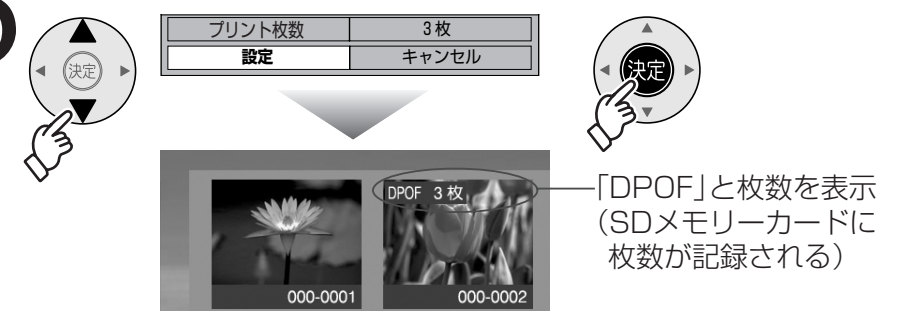 決定
プリント枚数 3枚
設定 キャンセル
決定
DPOF 3枚
「DPOF」と枚数を表示
(SDメモリーカードに
枚数が記録される)
000-0001 000-0002